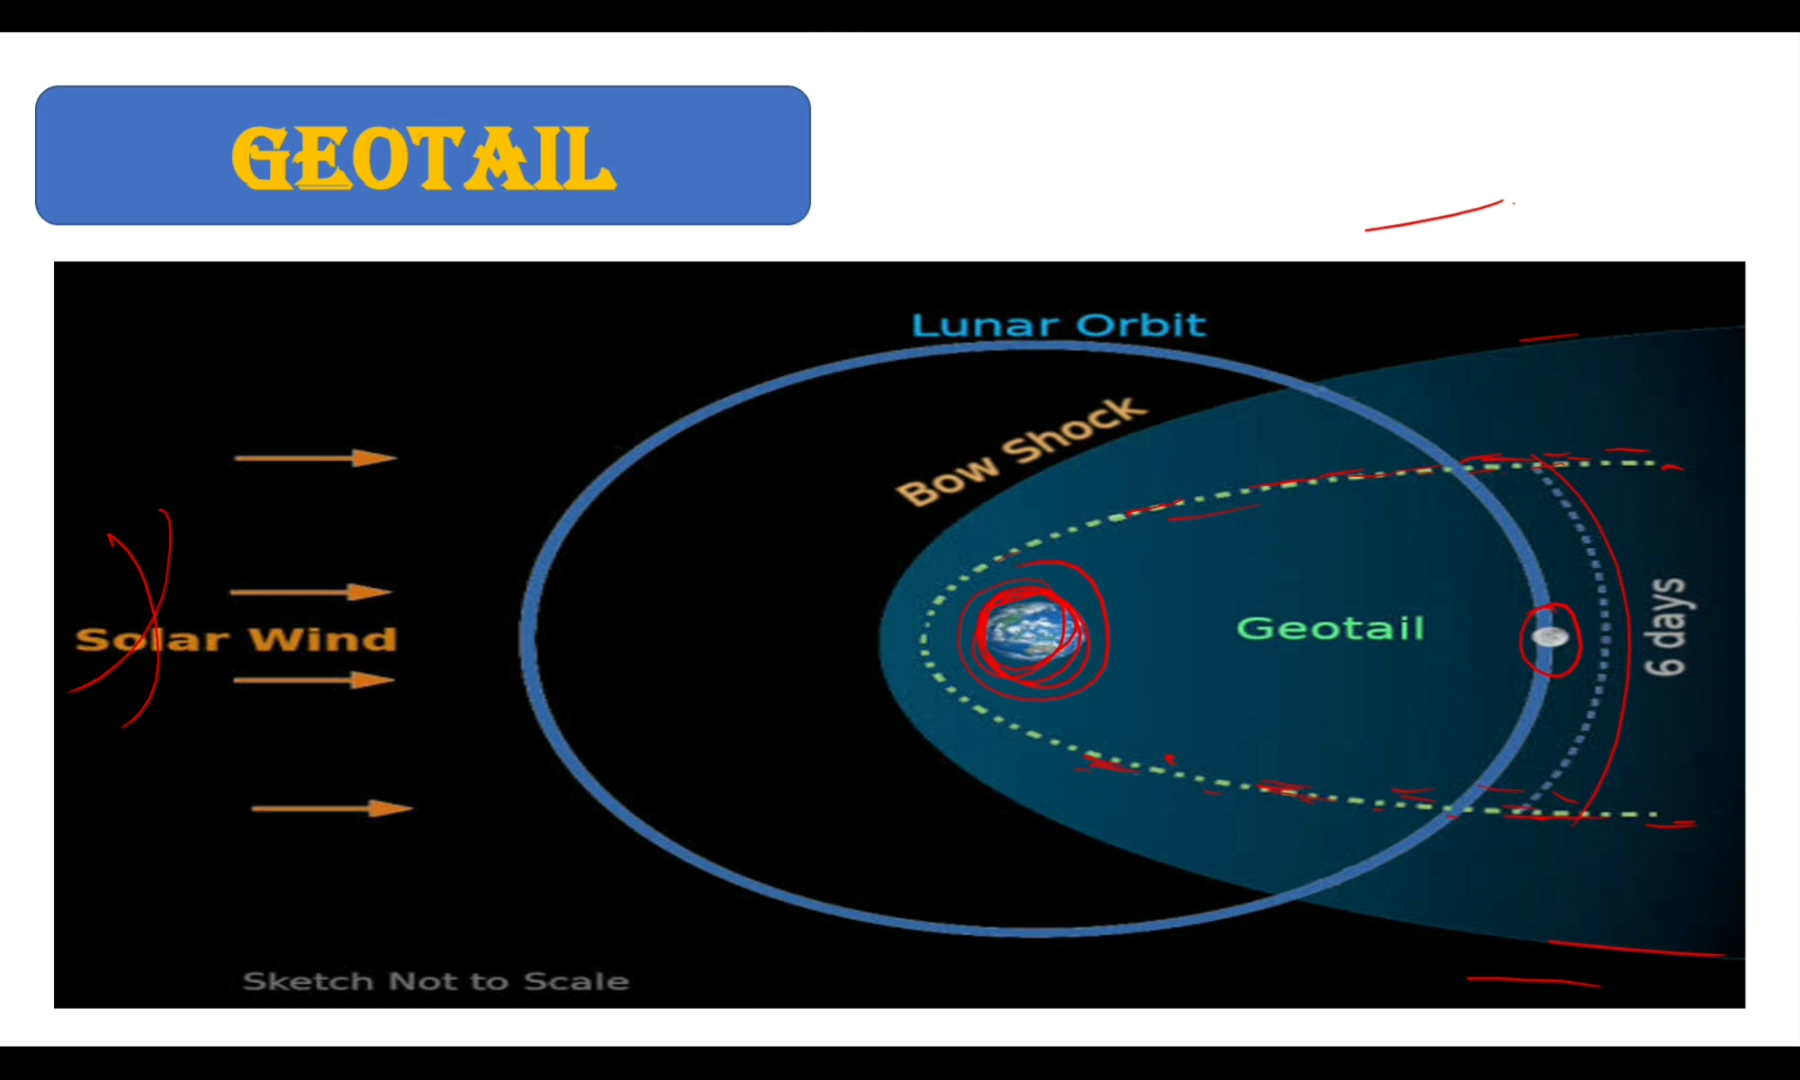 GEOTAIL
Lunar Orbit
Bow Shock
Solar Wind
Geotail
6 days
Sketch Not to Scale